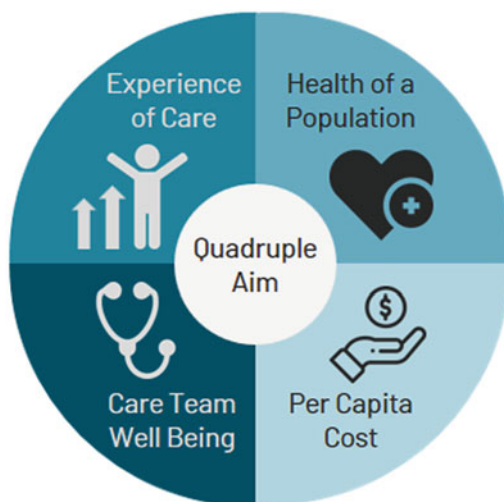 Experience
of Care
Health of a
Population
Quadruple
Aim
Care Team
Well Being
$
Per Capita
Cost